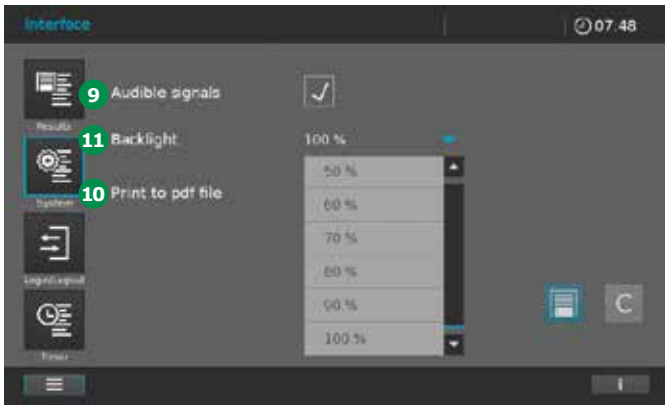 Interface
07.48
Results
9 Audible signals
11 Backlight 100 %
50 %
60 %
70 %
80 %
90 %
100 %
System
10 Print to pdf file
Login/Logout
Timer
C
i